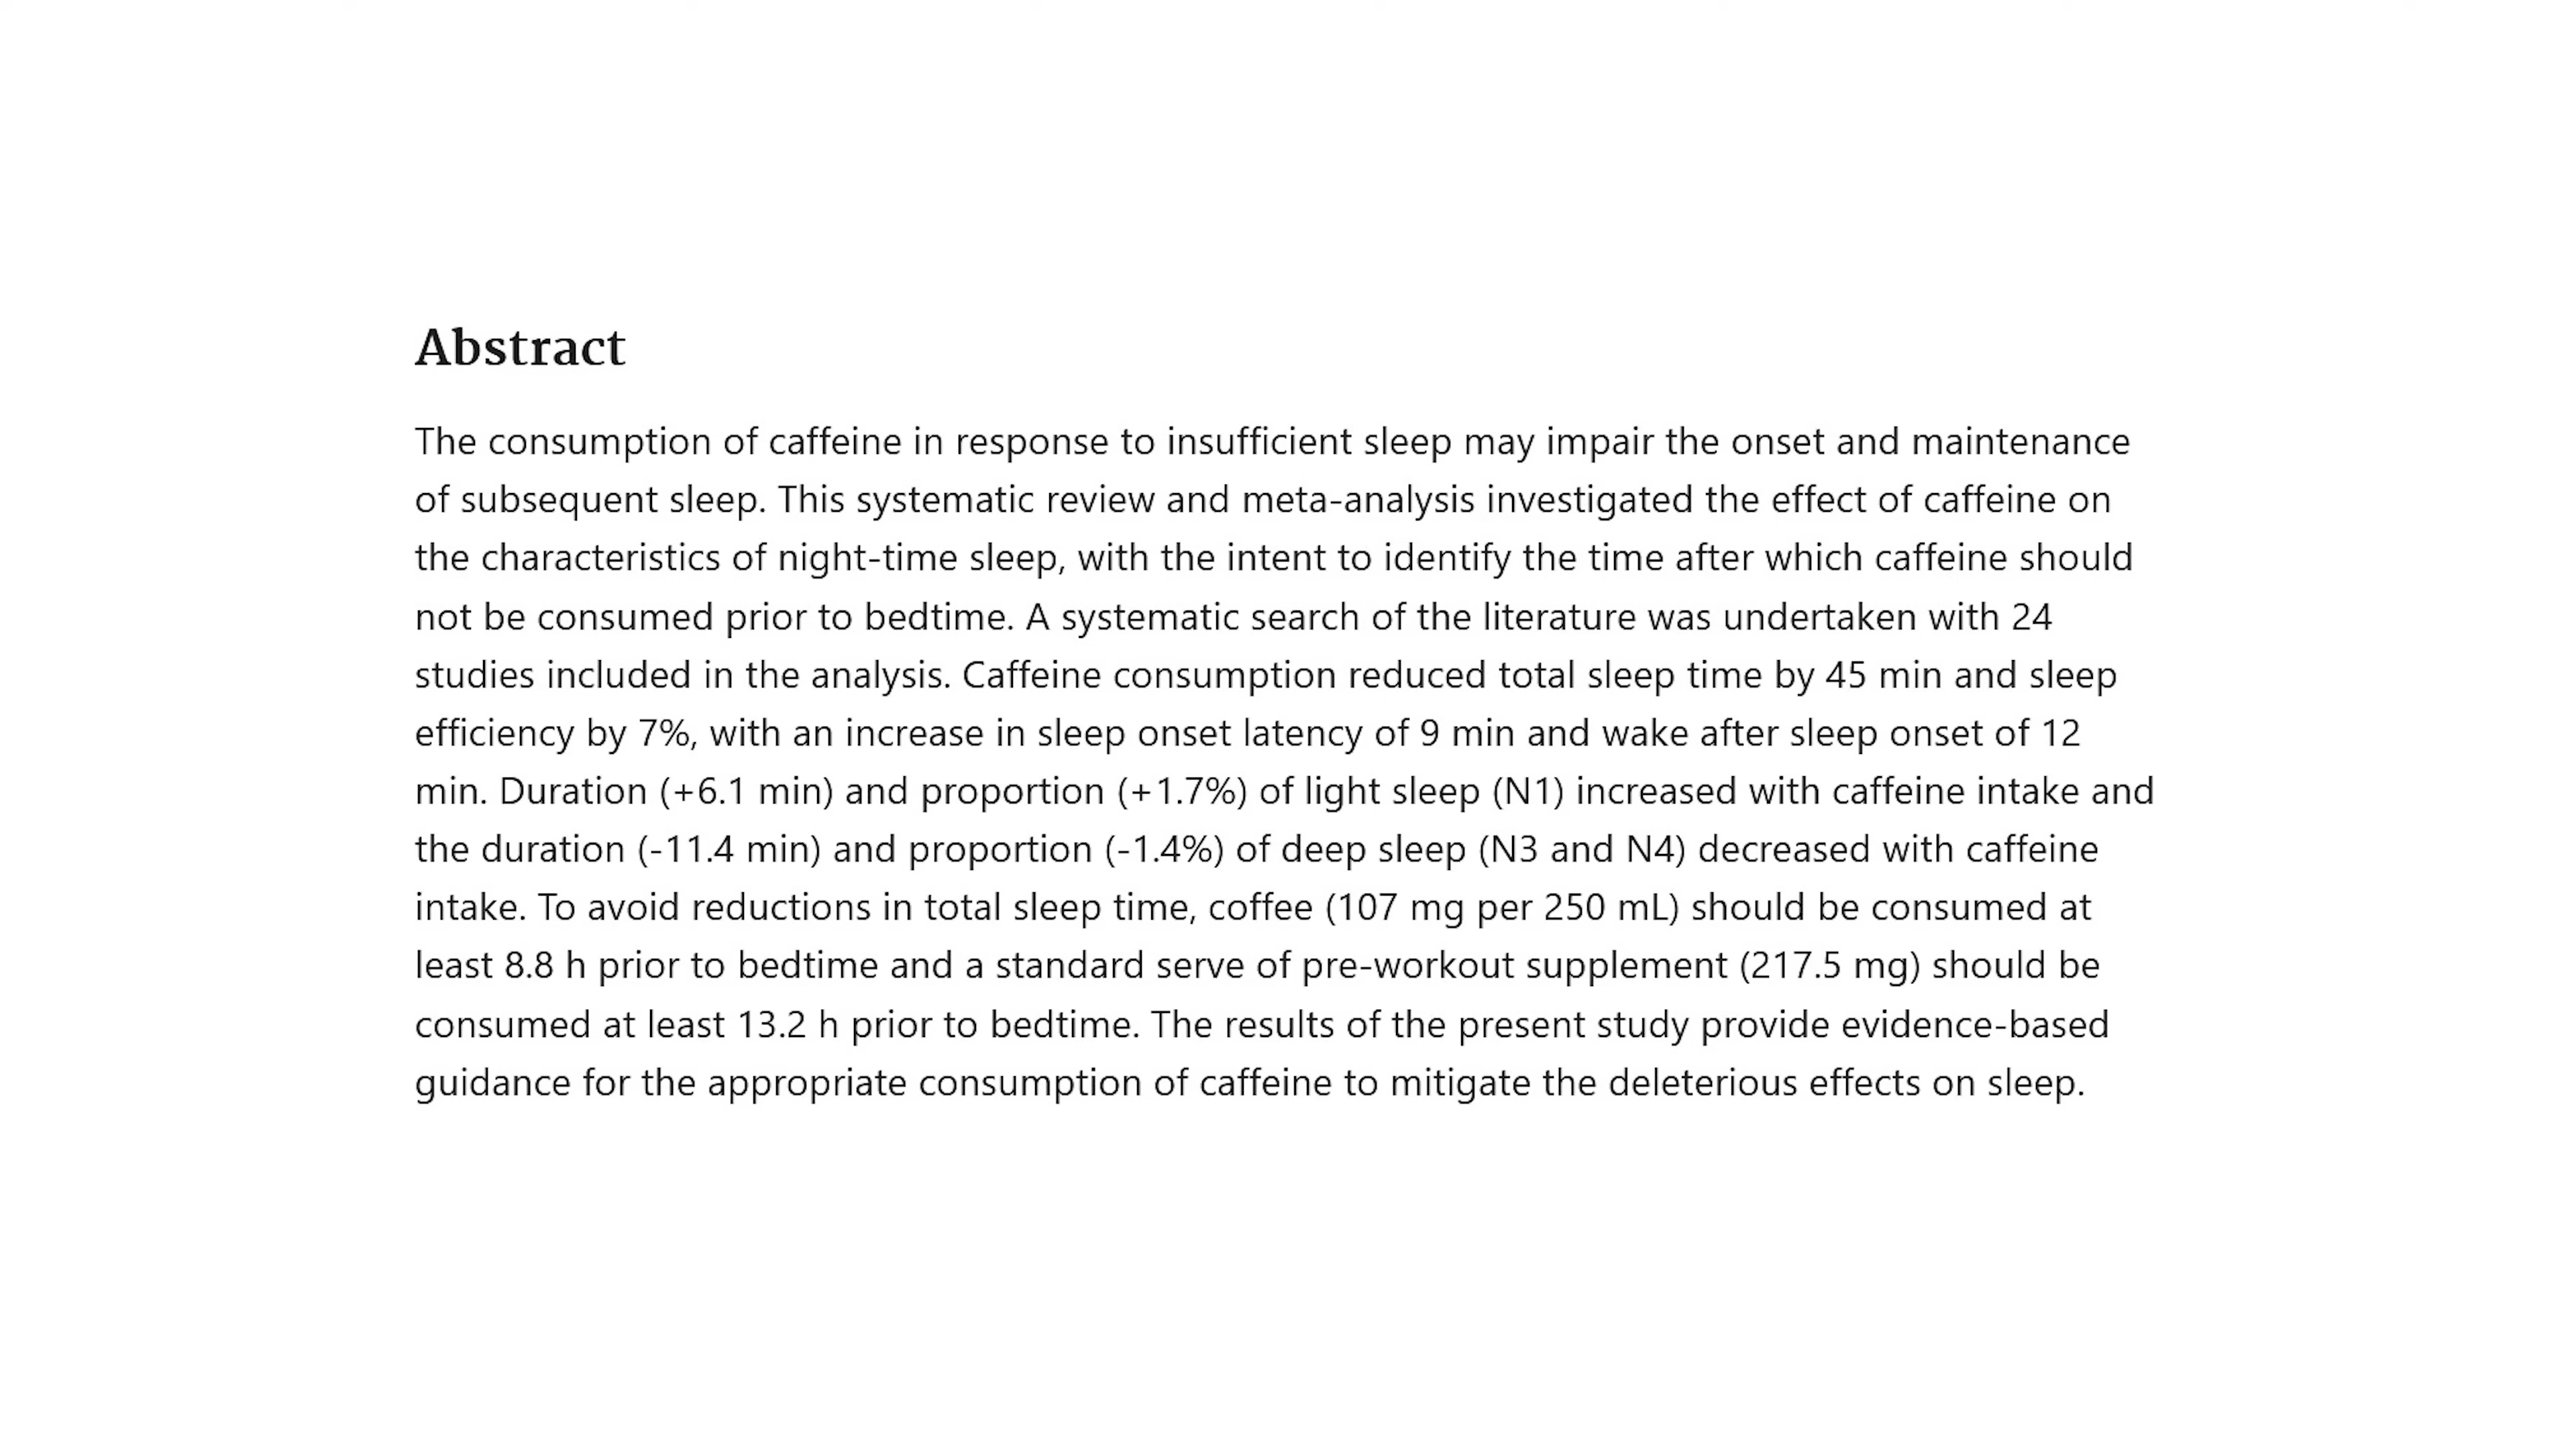 Abstract
The consumption of caffeine in response to insufficient sleep may impair the onset and maintenance
of subsequent sleep. This systematic review and meta-analysis investigated the effect of caffeine on
the characteristics of night-time sleep, with the intent to identify the time after which caffeine should
not be consumed prior to bedtime. A systematic search of the literature was undertaken with 24
studies included in the analysis. Caffeine consumption reduced total sleep time by 45 min and sleep
efficiency by 7%, with an increase in sleep onset latency of 9 min and wake after sleep onset of 12
min. Duration (+6.1 min) and proportion (+1.7%) of light sleep (N1) increased with caffeine intake and
the duration (-11.4 min) and proportion (-1.4%) of deep sleep (N3 and N4) decreased with caffeine
intake. To avoid reductions in total sleep time, coffee (107 mg per 250 mL) should be consumed at
least 8.8 h prior to bedtime and a standard serve of pre-workout supplement (217.5 mg) should be
consumed at least 13.2 h prior to bedtime. The results of the present study provide evidence-based
guidance for the appropriate consumption of caffeine to mitigate the deleterious effects on sleep.